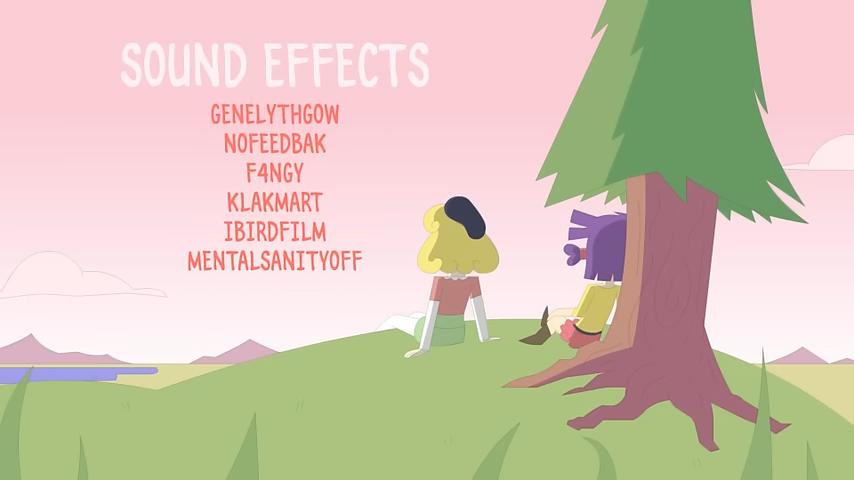 SOUND EFFECTS
GENELYTHGOW
NOFEEDBAK
F4NGY
KLAKMART
IBIRDFILM
MENTALSANITYOFF